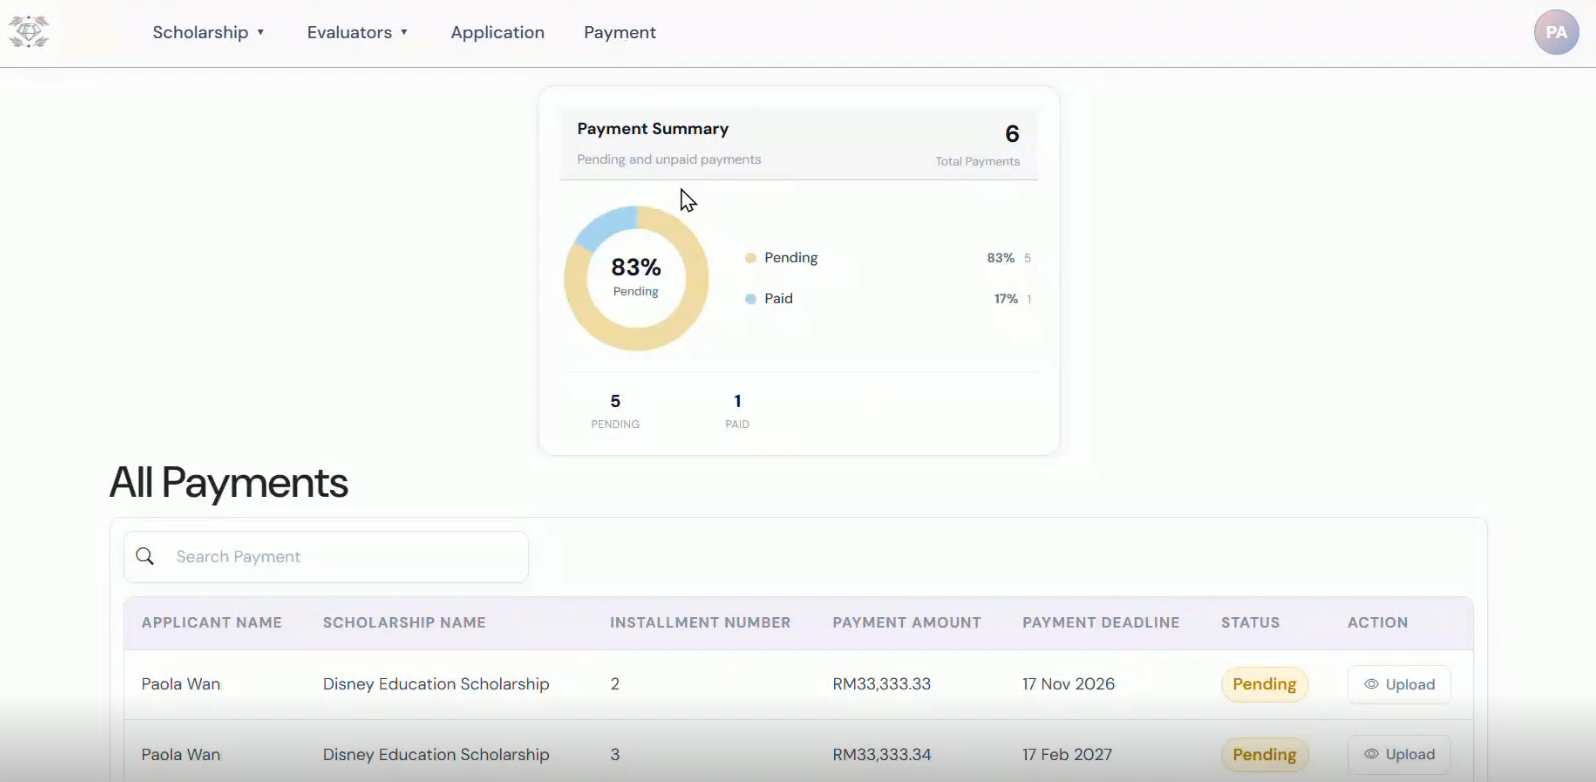 Scholarship ▼ Evaluators ▼ Application Payment PA
Payment Summary 6
Pending and unpaid payments Total Payments
83%
Pending
Pending 83% 5
Paid 17% 1
5 1
PENDING PAID
All Payments
Search Payment
APPLICANT NAME SCHOLARSHIP NAME INSTALLMENT NUMBER PAYMENT AMOUNT PAYMENT DEADLINE STATUS ACTION
Paola Wan Disney Education Scholarship 2 RM33,333.33 17 Nov 2026 Pending Upload
Paola Wan Disney Education Scholarship 3 RM33,333.34 17 Feb 2027 Pending Upload